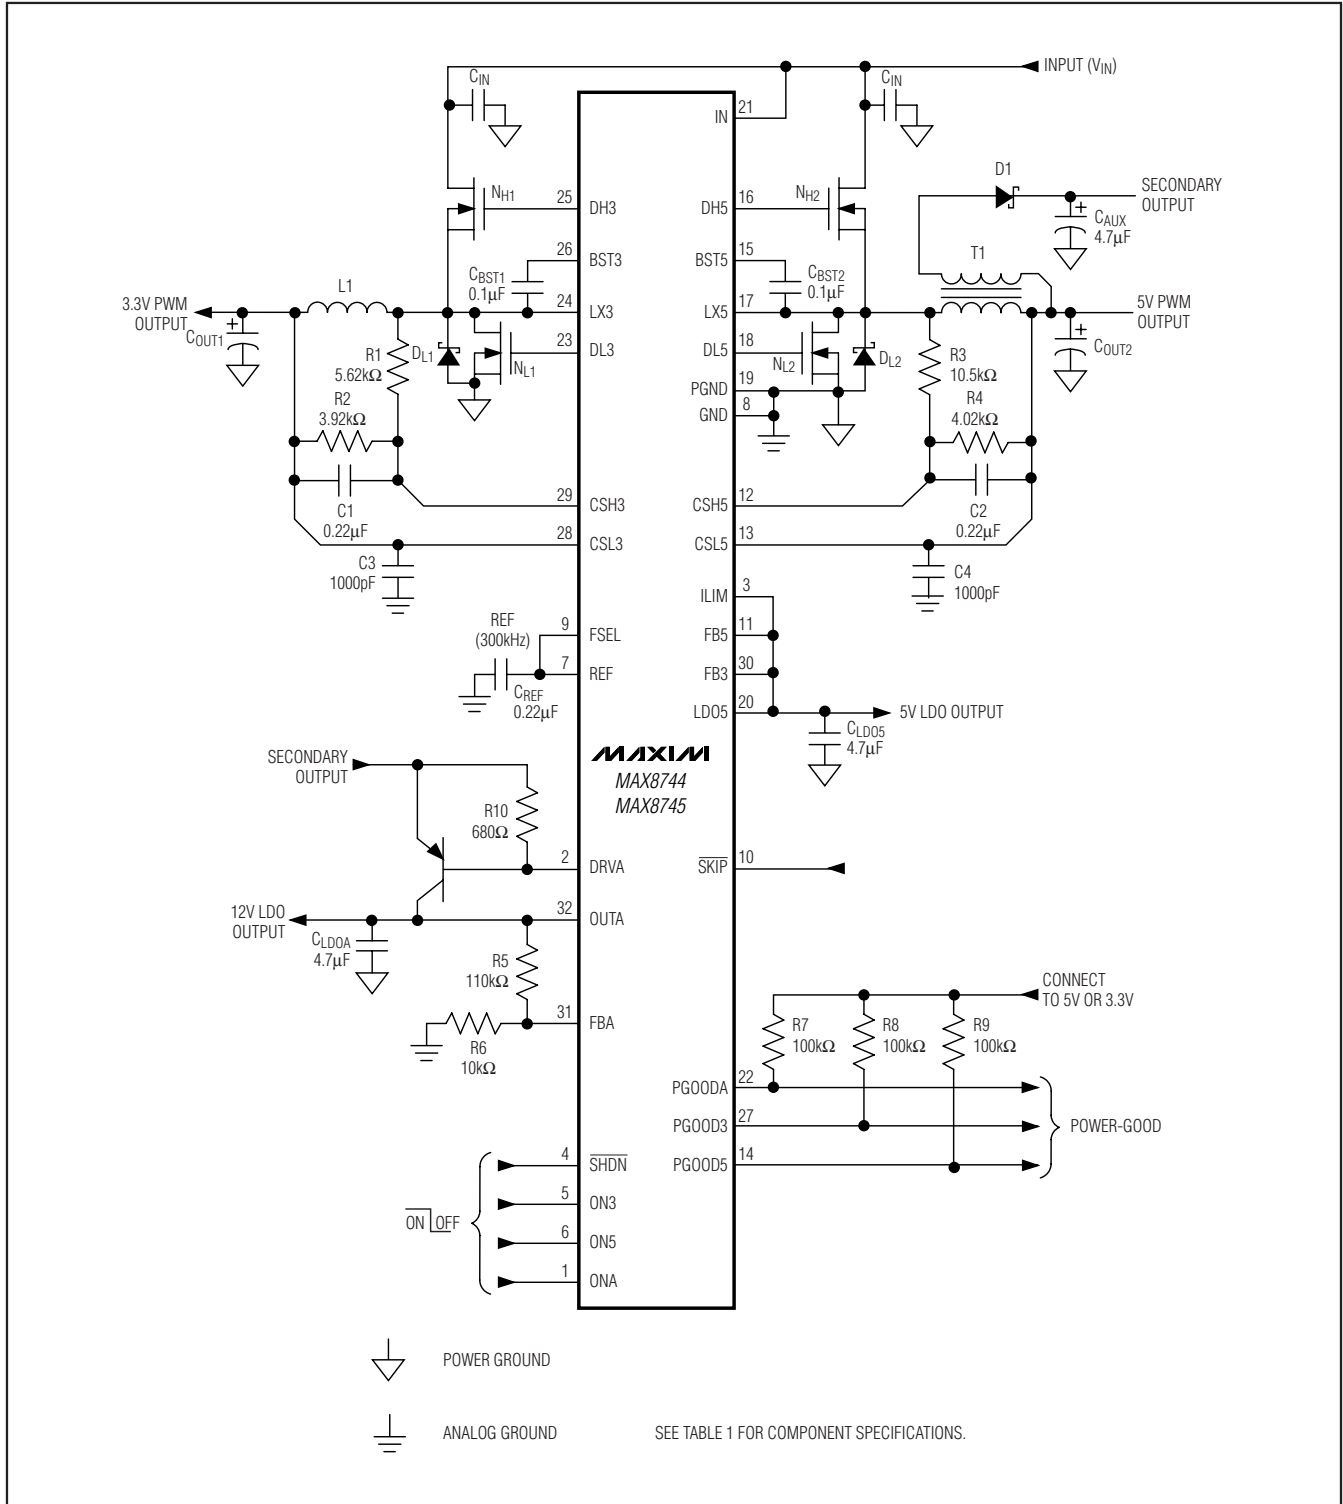 INPUT (VIN)
CIN
CIN
IN
21
D1
SECONDARY
OUTPUT
CAUX
4.7µF
NH1
25
DH3
DH5
16
NH2
26
BST3
BST5
15
CBST1
0.1µF
CBST2
0.1µF
T1
3.3V PWM
OUTPUT
L1
24
LX3
LX5
17
5V PWM
OUTPUT
COUT1
COUT2
R1
5.62kΩ
DL1
NL1
23
DL3
DL5
18
NL2
DL2
R3
10.5kΩ
PGND
19
GND
8
R2
3.92kΩ
R4
4.02kΩ
C1
0.22µF
29
CSH3
CSH5
12
C2
0.22µF
28
CSL3
CSL5
13
C3
1000pF
C4
1000pF
ILIM
3
REF
(300kHz)
9
FSEL
FB5
11
7
REF
FB3
30
CREF
0.22µF
LDO5
20
5V LDO OUTPUT
CLDO5
4.7µF
MAXIM
MAX8744
MAX8745
SECONDARY
OUTPUT
R10
680Ω
2
DRVA
SKIP
10
12V LDO
OUTPUT
32
OUTA
CLDOA
4.7µF
R5
110kΩ
CONNECT
TO 5V OR 3.3V
31
FBA
R6
10kΩ
R7
100kΩ
R8
100kΩ
R9
100kΩ
PGOODA
22
PGOOD3
27
POWER-GOOD
PGOOD5
14
4
SHDN
5
ON3
ON OFF
6
ON5
1
ONA
POWER GROUND
ANALOG GROUND
SEE TABLE 1 FOR COMPONENT SPECIFICATIONS.